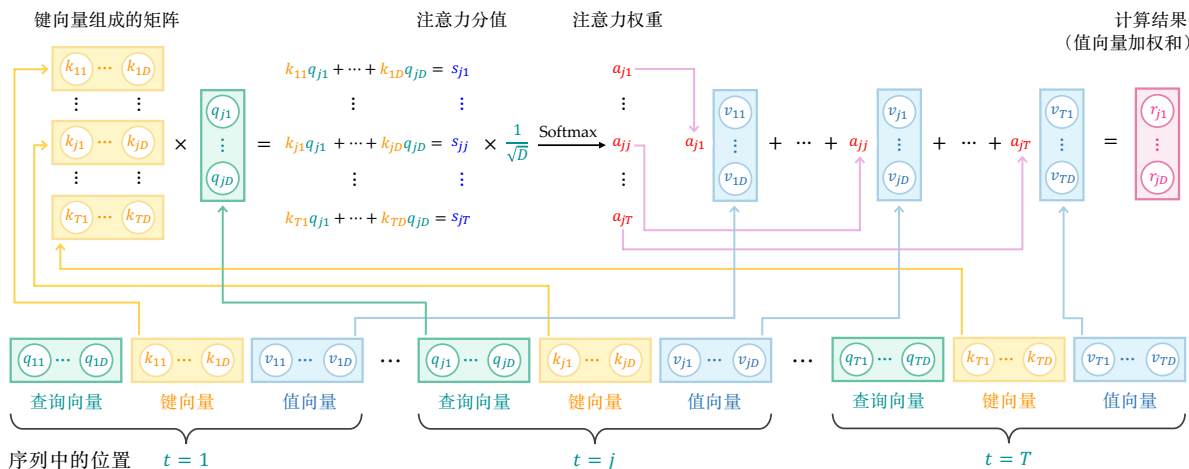 键向量组成的矩阵 注意力分值 注意力权重 计算结果
（值向量加权和）
k₁₁ ⋯ k₁D k₁₁qⱼ₁ + ⋯ + k₁DqⱼD = sⱼ₁ aⱼ₁
⋮ ⋮ qⱼ₁ ⋮ ⋮ ⋮ v₁₁ vⱼ₁ vT₁ rⱼ₁
kⱼ₁ ⋯ kⱼD × ⋮ = kⱼ₁qⱼ₁ + ⋯ + kⱼDqⱼD = sⱼⱼ × 1/√D Softmax aⱼⱼ aⱼ₁ ⋮ + ⋯ + aⱼⱼ ⋮ + ⋯ + aⱼT ⋮ = ⋮
⋮ ⋮ qⱼD ⋮ ⋮ ⋮ v₁D vⱼD vTD rⱼD
kT₁ ⋯ kTD kT₁qⱼ₁ + ⋯ + kTDqⱼD = sⱼT aⱼT
q₁₁ ⋯ q₁D k₁₁ ⋯ k₁D v₁₁ ⋯ v₁D ⋯ qⱼ₁ ⋯ qⱼD kⱼ₁ ⋯ kⱼD vⱼ₁ ⋯ vⱼD ⋯ qT₁ ⋯ qTD kT₁ ⋯ kTD vT₁ ⋯ vTD
查询向量 键向量 值向量 查询向量 键向量 值向量 查询向量 键向量 值向量
序列中的位置 t = 1 t = j t = T